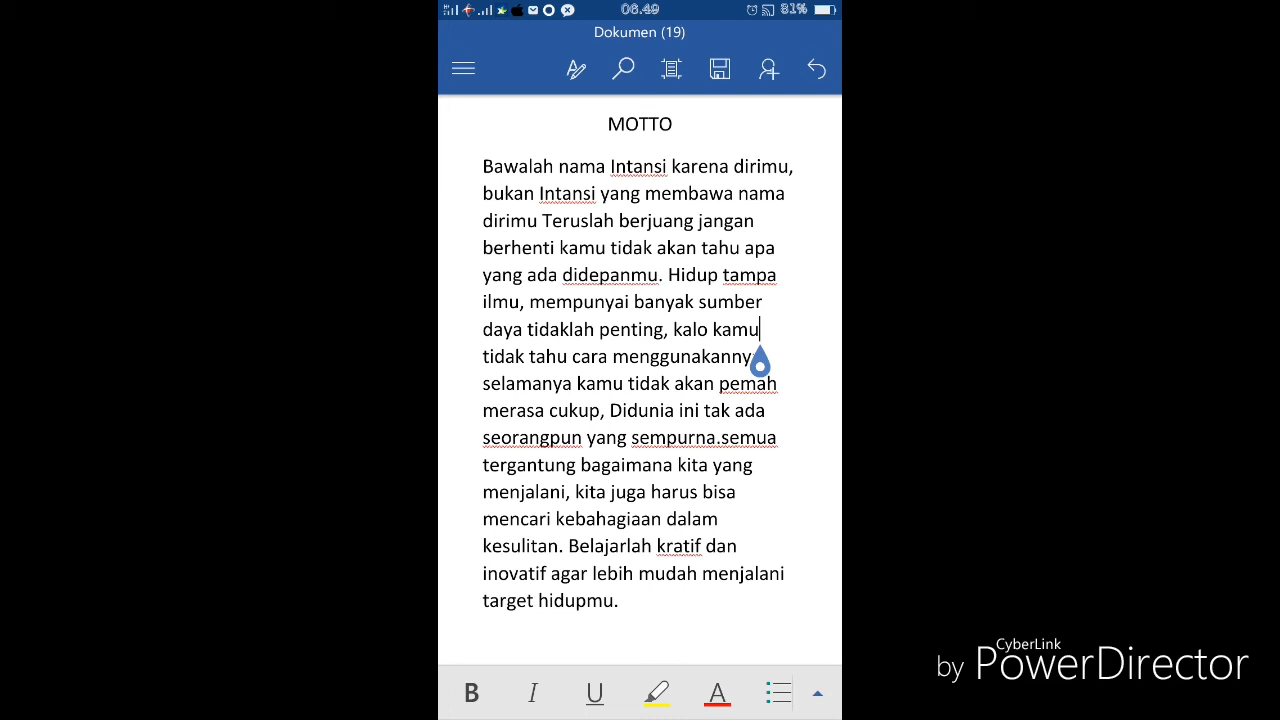 06.49
81%
Dokumen (19)
MOTTO
Bawalah nama Intansi karena dirimu,
bukan Intansi yang membawa nama
dirimu Teruslah berjuang jangan
berhenti kamu tidak akan tahu apa
yang ada didepanmu. Hidup tampa
ilmu, mempunyai banyak sumber
daya tidaklah penting, kalo kamu
tidak tahu cara menggunakannya
selamanya kamu tidak akan pemah
merasa cukup, Didunia ini tak ada
seorangpun yang sempurna.semua
tergantung bagaimana kita yang
menjalani, kita juga harus bisa
mencari kebahagiaan dalam
kesulitan. Belajarlah kratif dan
inovatif agar lebih mudah menjalani
target hidupmu.
B I U A
CyberLink
by PowerDirector